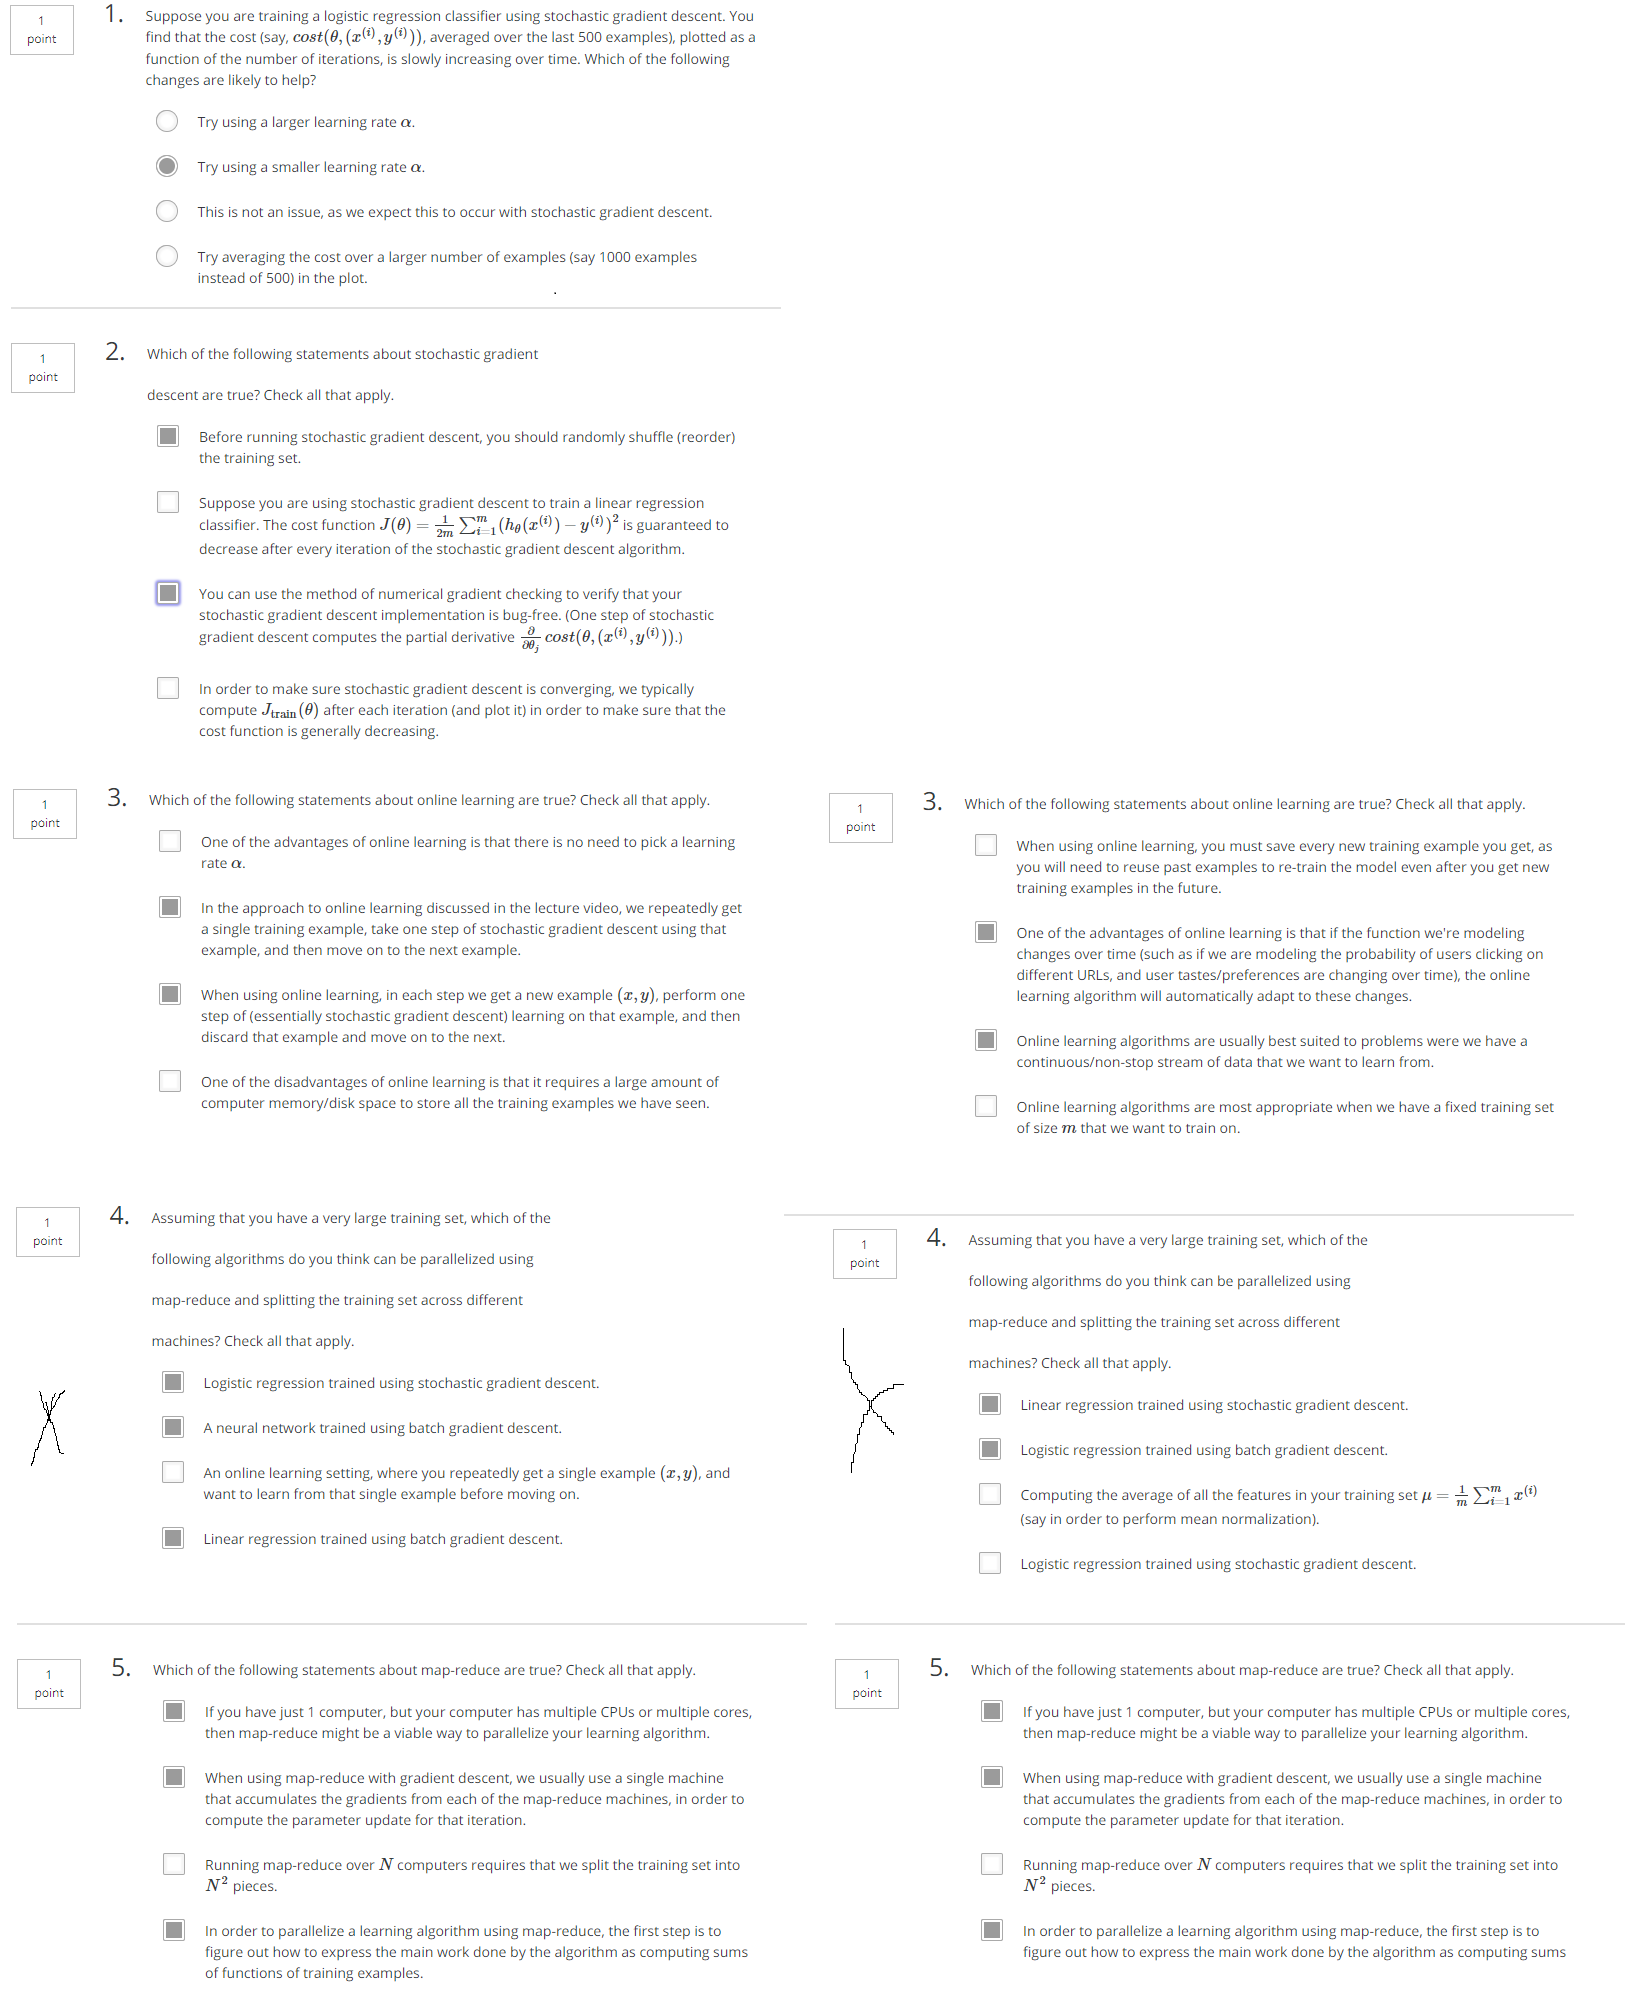 1
point
1.
Suppose you are training a logistic regression classifier using stochastic gradient descent. You
find that the cost (say, cost(θ, (x^(i), y^(i))), averaged over the last 500 examples), plotted as a
function of the number of iterations, is slowly increasing over time. Which of the following
changes are likely to help?
Try using a larger learning rate α.
Try using a smaller learning rate α.
This is not an issue, as we expect this to occur with stochastic gradient descent.
Try averaging the cost over a larger number of examples (say 1000 examples
instead of 500) in the plot.
1
point
2.
Which of the following statements about stochastic gradient
descent are true? Check all that apply.
Before running stochastic gradient descent, you should randomly shuffle (reorder)
the training set.
Suppose you are using stochastic gradient descent to train a linear regression
classifier. The cost function J(θ) = 1/2m ∑_{i=1}^m (h_θ(x^(i)) − y^(i))² is guaranteed to
decrease after every iteration of the stochastic gradient descent algorithm.
You can use the method of numerical gradient checking to verify that your
stochastic gradient descent implementation is bug-free. (One step of stochastic
gradient descent computes the partial derivative ∂/∂θ_j cost(θ, (x^(i), y^(i))).)
In order to make sure stochastic gradient descent is converging, we typically
compute J_train(θ) after each iteration (and plot it) in order to make sure that the
cost function is generally decreasing.
1
point
3.
Which of the following statements about online learning are true? Check all that apply.
One of the advantages of online learning is that there is no need to pick a learning
rate α.
In the approach to online learning discussed in the lecture video, we repeatedly get
a single training example, take one step of stochastic gradient descent using that
example, and then move on to the next example.
When using online learning, in each step we get a new example (x, y), perform one
step of (essentially stochastic gradient descent) learning on that example, and then
discard that example and move on to the next.
One of the disadvantages of online learning is that it requires a large amount of
computer memory/disk space to store all the training examples we have seen.
1
point
3.
Which of the following statements about online learning are true? Check all that apply.
When using online learning, you must save every new training example you get, as
you will need to reuse past examples to re-train the model even after you get new
training examples in the future.
One of the advantages of online learning is that if the function we're modeling
changes over time (such as if we are modeling the probability of users clicking on
different URLs, and user tastes/preferences are changing over time), the online
learning algorithm will automatically adapt to these changes.
Online learning algorithms are usually best suited to problems were we have a
continuous/non-stop stream of data that we want to learn from.
Online learning algorithms are most appropriate when we have a fixed training set
of size m that we want to train on.
1
point
4.
Assuming that you have a very large training set, which of the
following algorithms do you think can be parallelized using
map-reduce and splitting the training set across different
machines? Check all that apply.
Logistic regression trained using stochastic gradient descent.
A neural network trained using batch gradient descent.
An online learning setting, where you repeatedly get a single example (x, y), and
want to learn from that single example before moving on.
Linear regression trained using batch gradient descent.
1
point
4.
Assuming that you have a very large training set, which of the
following algorithms do you think can be parallelized using
map-reduce and splitting the training set across different
machines? Check all that apply.
Linear regression trained using stochastic gradient descent.
Logistic regression trained using batch gradient descent.
Computing the average of all the features in your training set μ = 1/m ∑_{i=1}^m x^(i)
(say in order to perform mean normalization).
Logistic regression trained using stochastic gradient descent.
1
point
5.
Which of the following statements about map-reduce are true? Check all that apply.
If you have just 1 computer, but your computer has multiple CPUs or multiple cores,
then map-reduce might be a viable way to parallelize your learning algorithm.
When using map-reduce with gradient descent, we usually use a single machine
that accumulates the gradients from each of the map-reduce machines, in order to
compute the parameter update for that iteration.
Running map-reduce over N computers requires that we split the training set into
N² pieces.
In order to parallelize a learning algorithm using map-reduce, the first step is to
figure out how to express the main work done by the algorithm as computing sums
of functions of training examples.
1
point
5.
Which of the following statements about map-reduce are true? Check all that apply.
If you have just 1 computer, but your computer has multiple CPUs or multiple cores,
then map-reduce might be a viable way to parallelize your learning algorithm.
When using map-reduce with gradient descent, we usually use a single machine
that accumulates the gradients from each of the map-reduce machines, in order to
compute the parameter update for that iteration.
Running map-reduce over N computers requires that we split the training set into
N² pieces.
In order to parallelize a learning algorithm using map-reduce, the first step is to
figure out how to express the main work done by the algorithm as computing sums